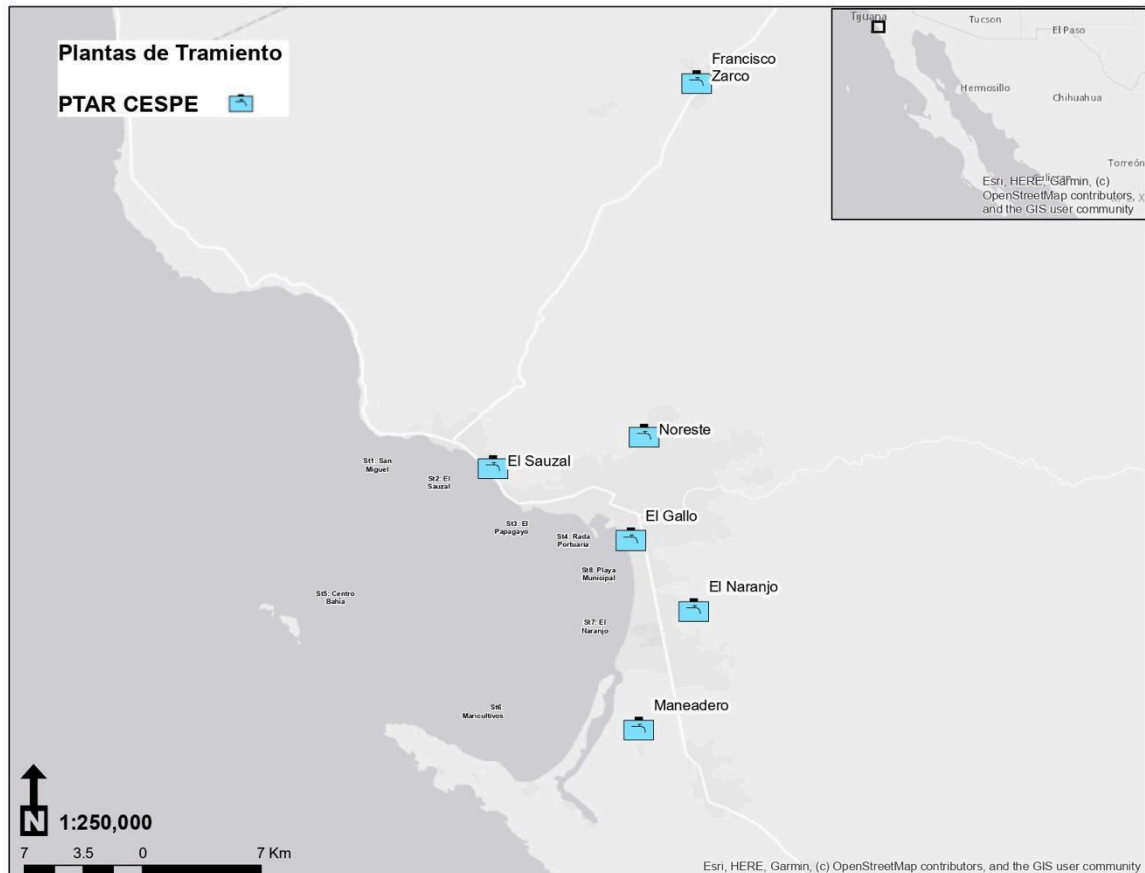 Plantas de Tramiento
PTAR CESPE
Francisco
Zarco
Tijuana
Tucson
El Paso
Hermosillo
Chihuahua
Torreón
Esri, HERE, Garmin, (c)
OpenStreetMap contributors,
and the GIS user community
Noreste
El Sauzal
St1: San
Miguel
St2: El
Sauzal
St3: El
Papagayo
St4: Rada
Portuaria
El Gallo
St8: Playa
Municipal
El Naranjo
St5: Centro
Bahia
St7: El
Naranjo
Maneadero
St6:
Maricultivos
N
1:250,000
7 3.5 0 7 Km
Esri, HERE, Garmin, (c) OpenStreetMap contributors, and the GIS user community